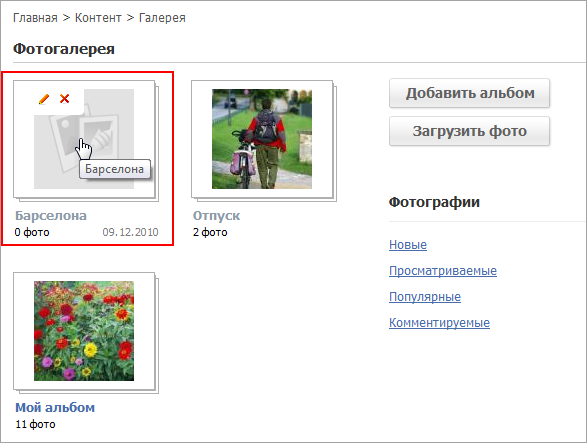 Главная > Контент > Галерея
Фотогалерея
Барселона
Барселона
0 фото 09.12.2010
Отпуск
2 фото
Мой альбом
11 фото
Добавить альбом
Загрузить фото
Фотографии
Новые
Просматриваемые
Популярные
Комментируемые